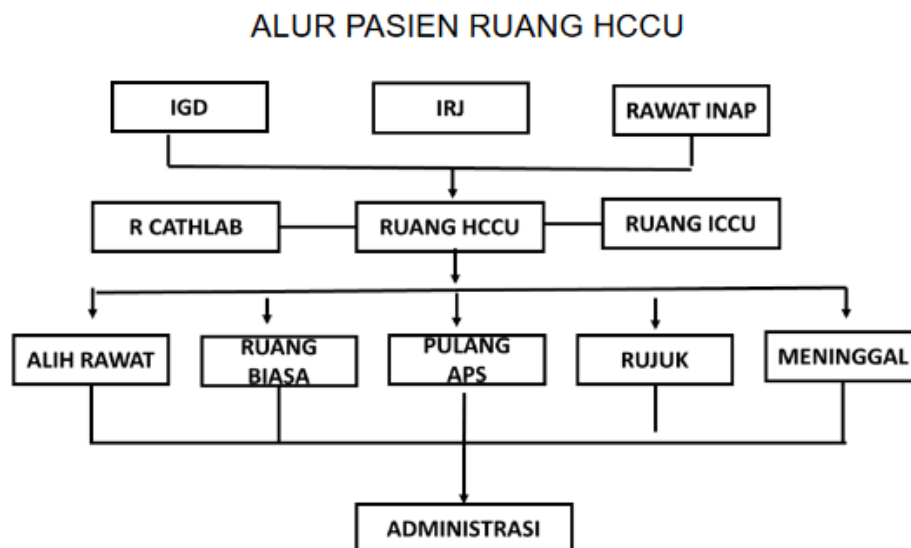 ALUR PASIEN RUANG HCCU
IGD
IRJ
RAWAT INAP
R CATHLAB
RUANG HCCU
RUANG ICCU
ALIH RAWAT
RUANG
BIASA
PULANG
APS
RUJUK
MENINGGAL
ADMINISTRASI